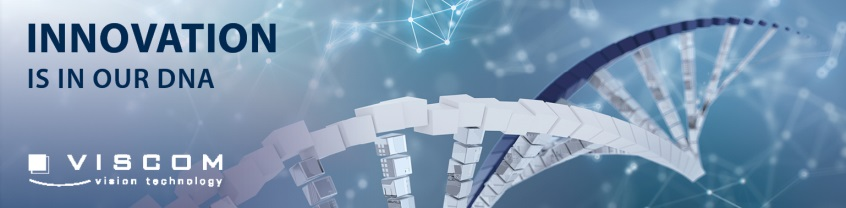 INNOVATION
IS IN OUR DNA
VISCOM
vision technology